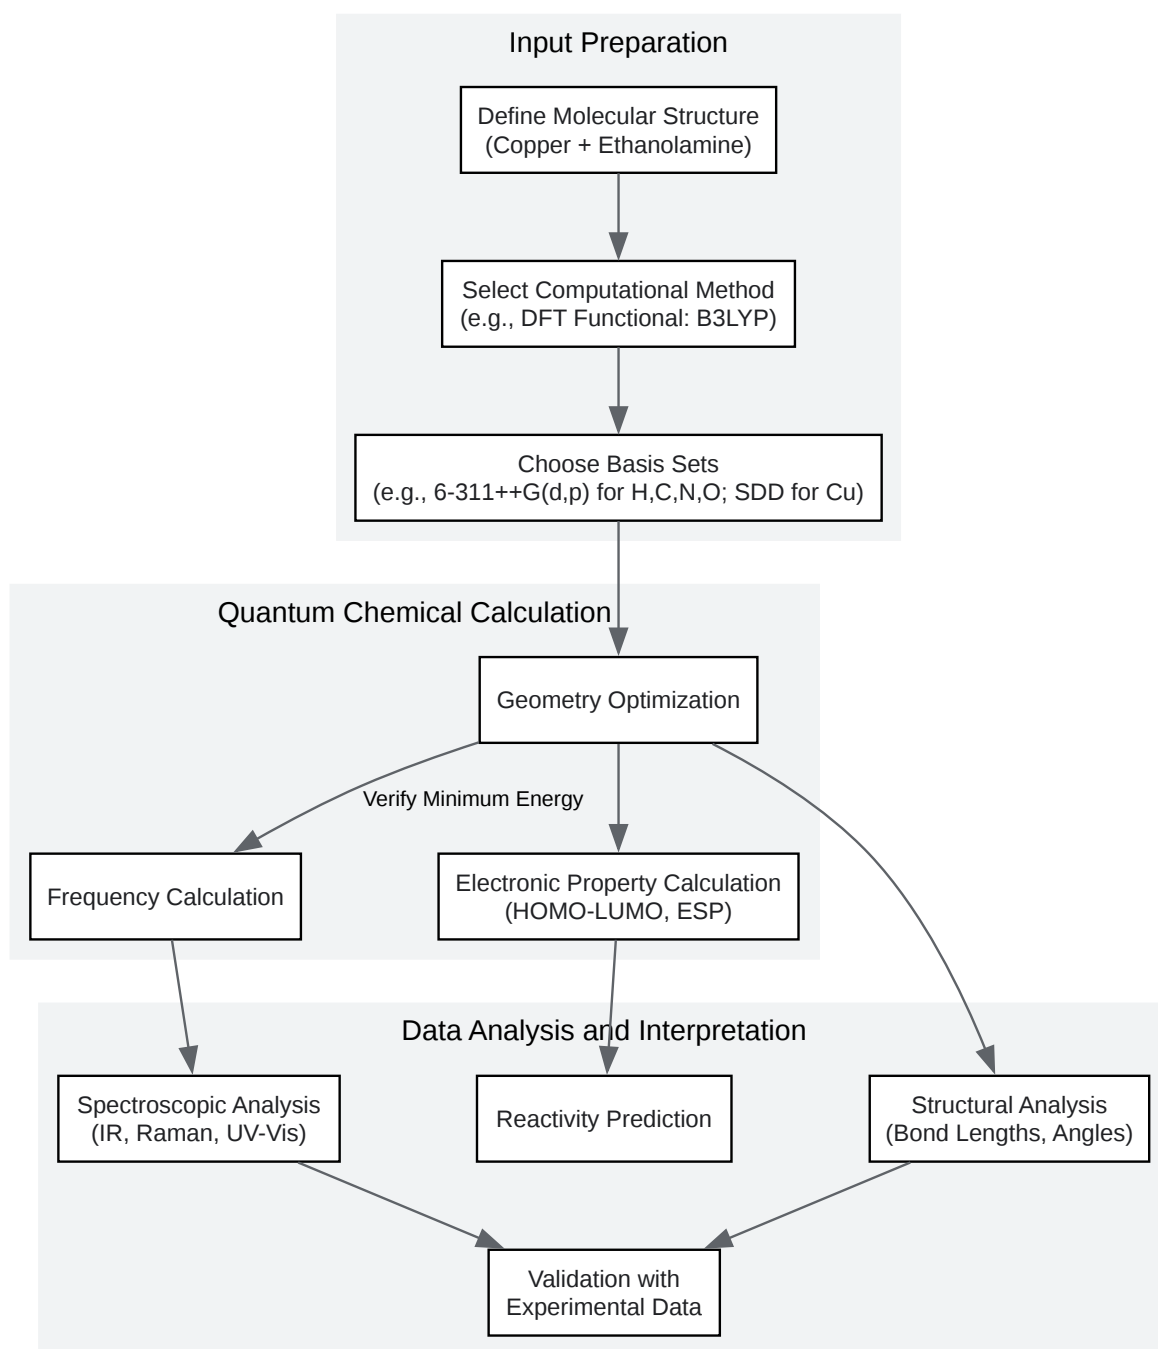 Input Preparation
Define Molecular Structure
(Copper + Ethanolamine)
Select Computational Method
(e.g., DFT Functional: B3LYP)
Choose Basis Sets
(e.g., 6-311++G(d,p) for H,C,N,O; SDD for Cu)
Quantum Chemical Calculation
Geometry Optimization
Verify Minimum Energy
Frequency Calculation
Electronic Property Calculation
(HOMO-LUMO, ESP)
Data Analysis and Interpretation
Spectroscopic Analysis
(IR, Raman, UV-Vis)
Reactivity Prediction
Structural Analysis
(Bond Lengths, Angles)
Validation with
Experimental Data